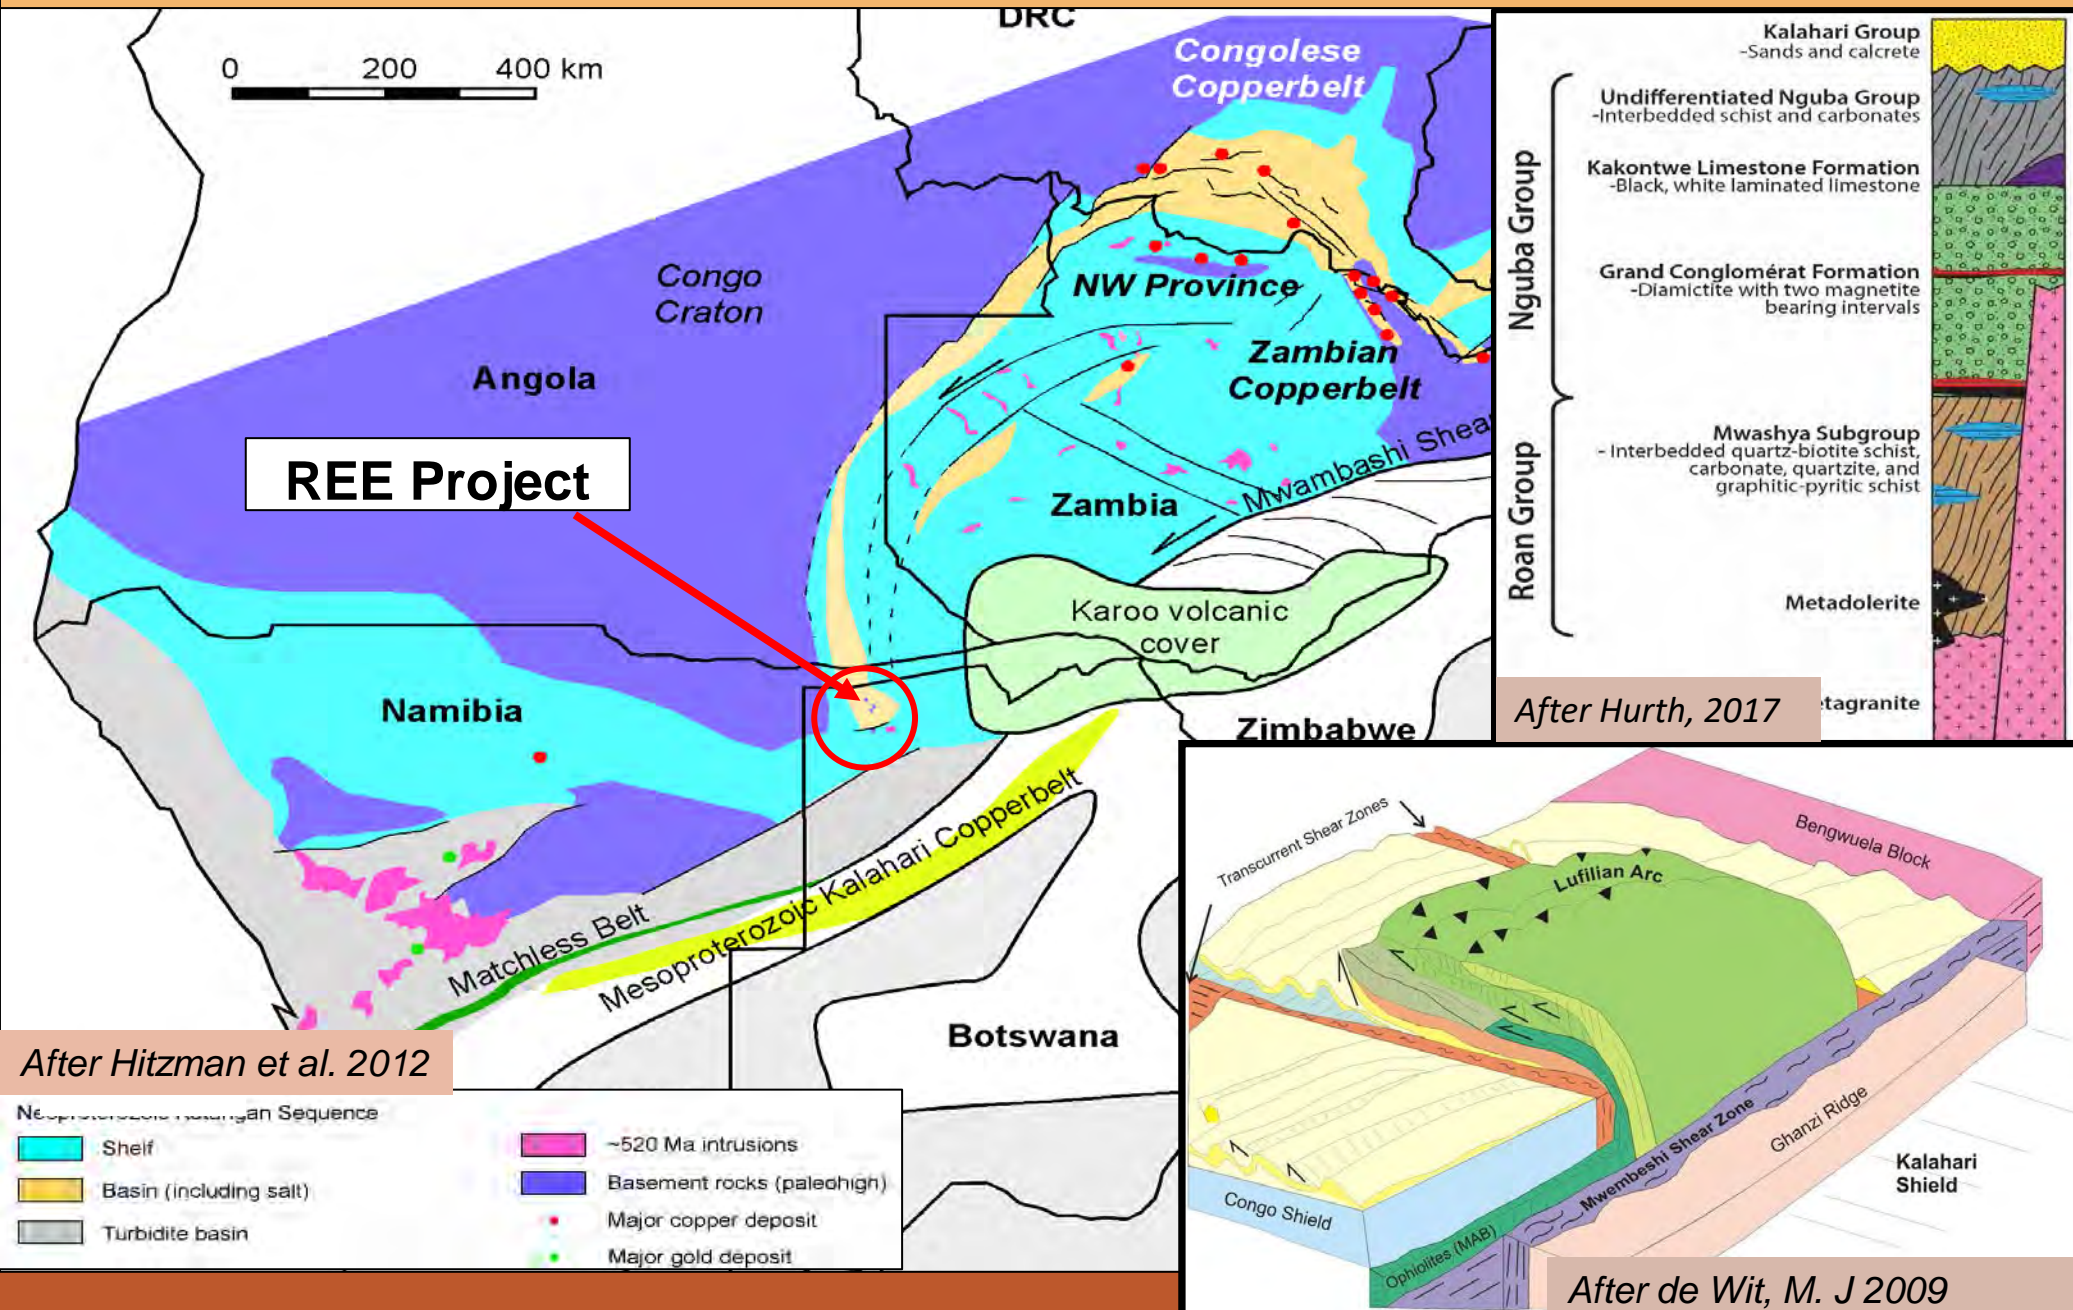 DRC
0 200 400 km
Congolese
Copperbelt
Congo
Craton
NW Province
Angola
Zambian
Copperbelt
REE Project
Mwambashi Shear
Zambia
Karoo volcanic
cover
Namibia
Zimbabwe
Mesoproterozoic Kalahari Copperbelt
Matchless Belt
Botswana
After Hitzman et al. 2012
Sequence
Shelf
Basin (including salt)
Turbidite basin
~520 Ma intrusions
Basement rocks (paleohigh)
Major copper deposit
Major gold deposit
Kalahari Group
-Sands and calcrete
Nguba Group
Undifferentiated Nguba Group
-Interbedded schist and carbonates
Kakontwe Limestone Formation
-Black, white laminated limestone
Grand Conglomérat Formation
-Diamictite with two magnetite
bearing intervals
Roan Group
Mwashya Subgroup
- Interbedded quartz-biotite schist,
carbonate, quartzite, and
graphitic-pyritic schist
Metadolerite
etagranite
After Hurth, 2017
Transcurrent Shear Zones
Bengwuela Block
Lufilian Arc
Mwembeshi Shear Zone
Ghanzi Ridge
Kalahari
Shield
Congo Shield
Ophiolites (MAB)
After de Wit, M. J 2009